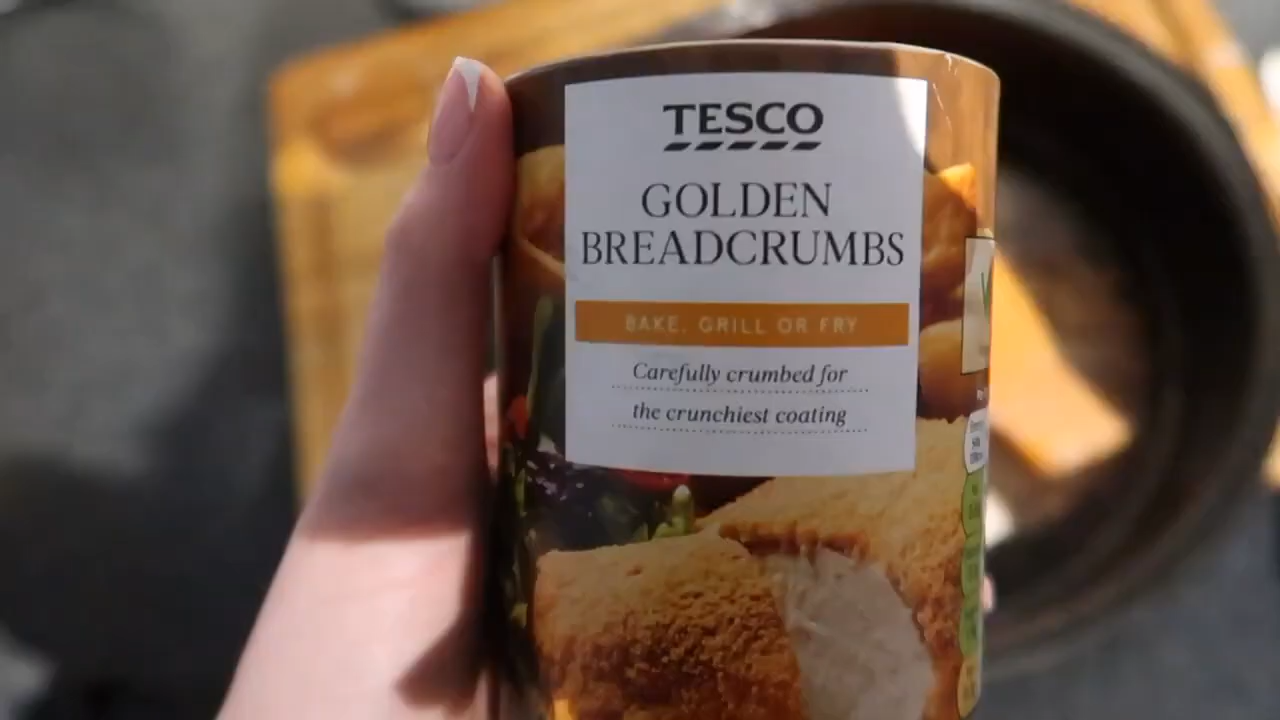 TESCO
GOLDEN
BREADCRUMBS
BAKE, GRILL OR FRY
Carefully crumbed for
the crunchiest coating